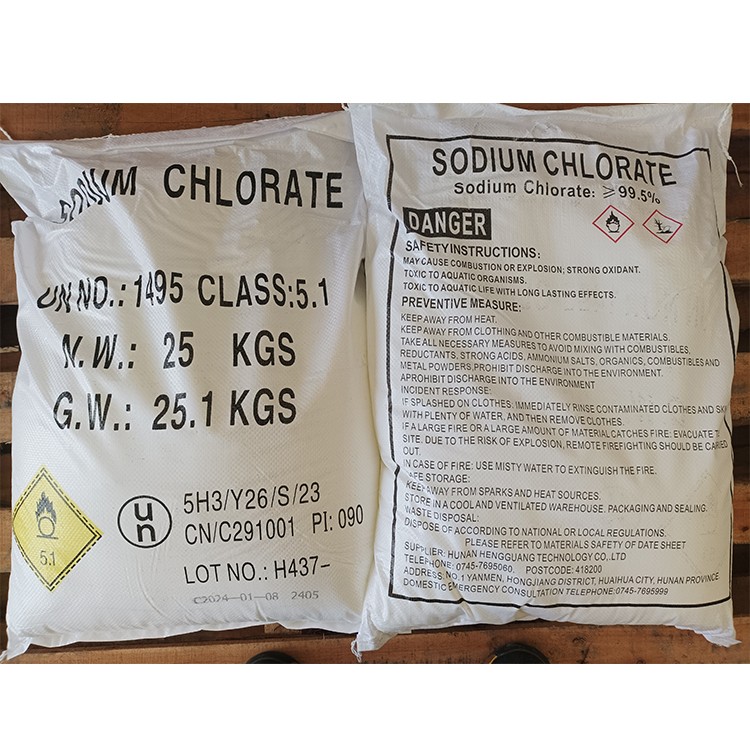 SODIUM CHLORATE
UN NO.: 1495 CLASS:5.1
N.W.: 25 KGS
G.W.: 25.1 KGS
5.1
un
5H3/Y26/S/23
CN/C291001 PI: 090
LOT NO.: H437-
C2024-01-08 2405
SODIUM CHLORATE
Sodium Chlorate: ≥99.5%
DANGER
SAFETY INSTRUCTIONS:
MAY CAUSE COMBUSTION OR EXPLOSION; STRONG OXIDANT.
TOXIC TO AQUATIC ORGANISMS.
TOXIC TO AQUATIC LIFE WITH LONG LASTING EFFECTS.
PREVENTIVE MEASURE:
KEEP AWAY FROM HEAT.
KEEP AWAY FROM CLOTHING AND OTHER COMBUSTIBLE MATERIALS.
TAKE ALL NECESSARY MEASURES TO AVOID MIXING WITH COMBUSTIBLES,
REDUCTANTS, STRONG ACIDS, AMMONIUM SALTS, ORGANICS, COMBUSTIBLES AND
METAL POWDERS,PROHIBIT DISCHARGE INTO THE ENVIRONMENT.
APROHIBIT DISCHARGE INTO THE ENVIRONMENT
INCIDENT RESPONSE:
IF SPLASHED ON CLOTHES: IMMEDIATELY RINSE CONTAMINATED CLOTHES AND SKIN
WITH PLENTY OF WATER, AND THEN REMOVE CLOTHES.
IF A LARGE FIRE OR A LARGE AMOUNT OF MATERIAL CATCHES FIRE: EVACUATE THE
SITE. DUE TO THE RISK OF EXPLOSION, REMOTE FIREFIGHTING SHOULD BE CARRIED
OUT.
IN CASE OF FIRE: USE MISTY WATER TO EXTINGUISH THE FIRE.
SAFE STORAGE:
KEEP AWAY FROM SPARKS AND HEAT SOURCES.
STORE IN A COOL AND VENTILATED WAREHOUSE. PACKAGING AND SEALING.
WASTE DISPOSAL:
DISPOSE OF ACCORDING TO NATIONAL OR LOCAL REGULATIONS.
PLEASE REFER TO MATERIALS SAFETY OF DATE SHEET
SUPPLIER: HUNAN HENGGUANG TECHNOLOGY CO.,LTD
TELEPHONE: 0745-7695060, POSTCODE: 418200
ADDRESS: NO.1 YANMEN, HONGJIANG DISTRICT, HUAIHUA CITY, HUNAN PROVINCE
DOMESTIC EMERGENCY CONSULTATION TELEPHONE:0745-7695999